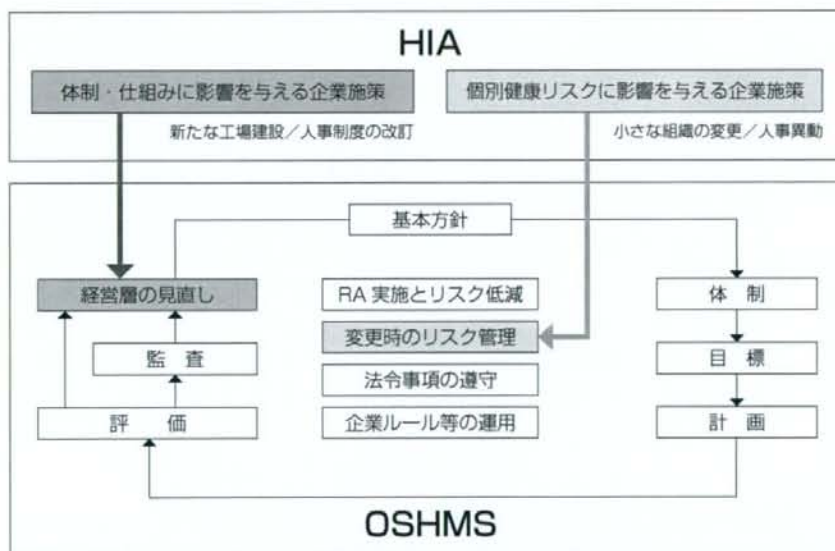 HIA
体制・仕組みに影響を与える企業施策
個別健康リスクに影響を与える企業施策
新たな工場建設／人事制度の改訂
小さな組織の変更／人事異動
基本方針
経営層の見直し
RA 実施とリスク低減
体　制
変更時のリスク管理
監　査
目　標
法令事項の遵守
評　価
企業ルール等の運用
計　画
OSHMS